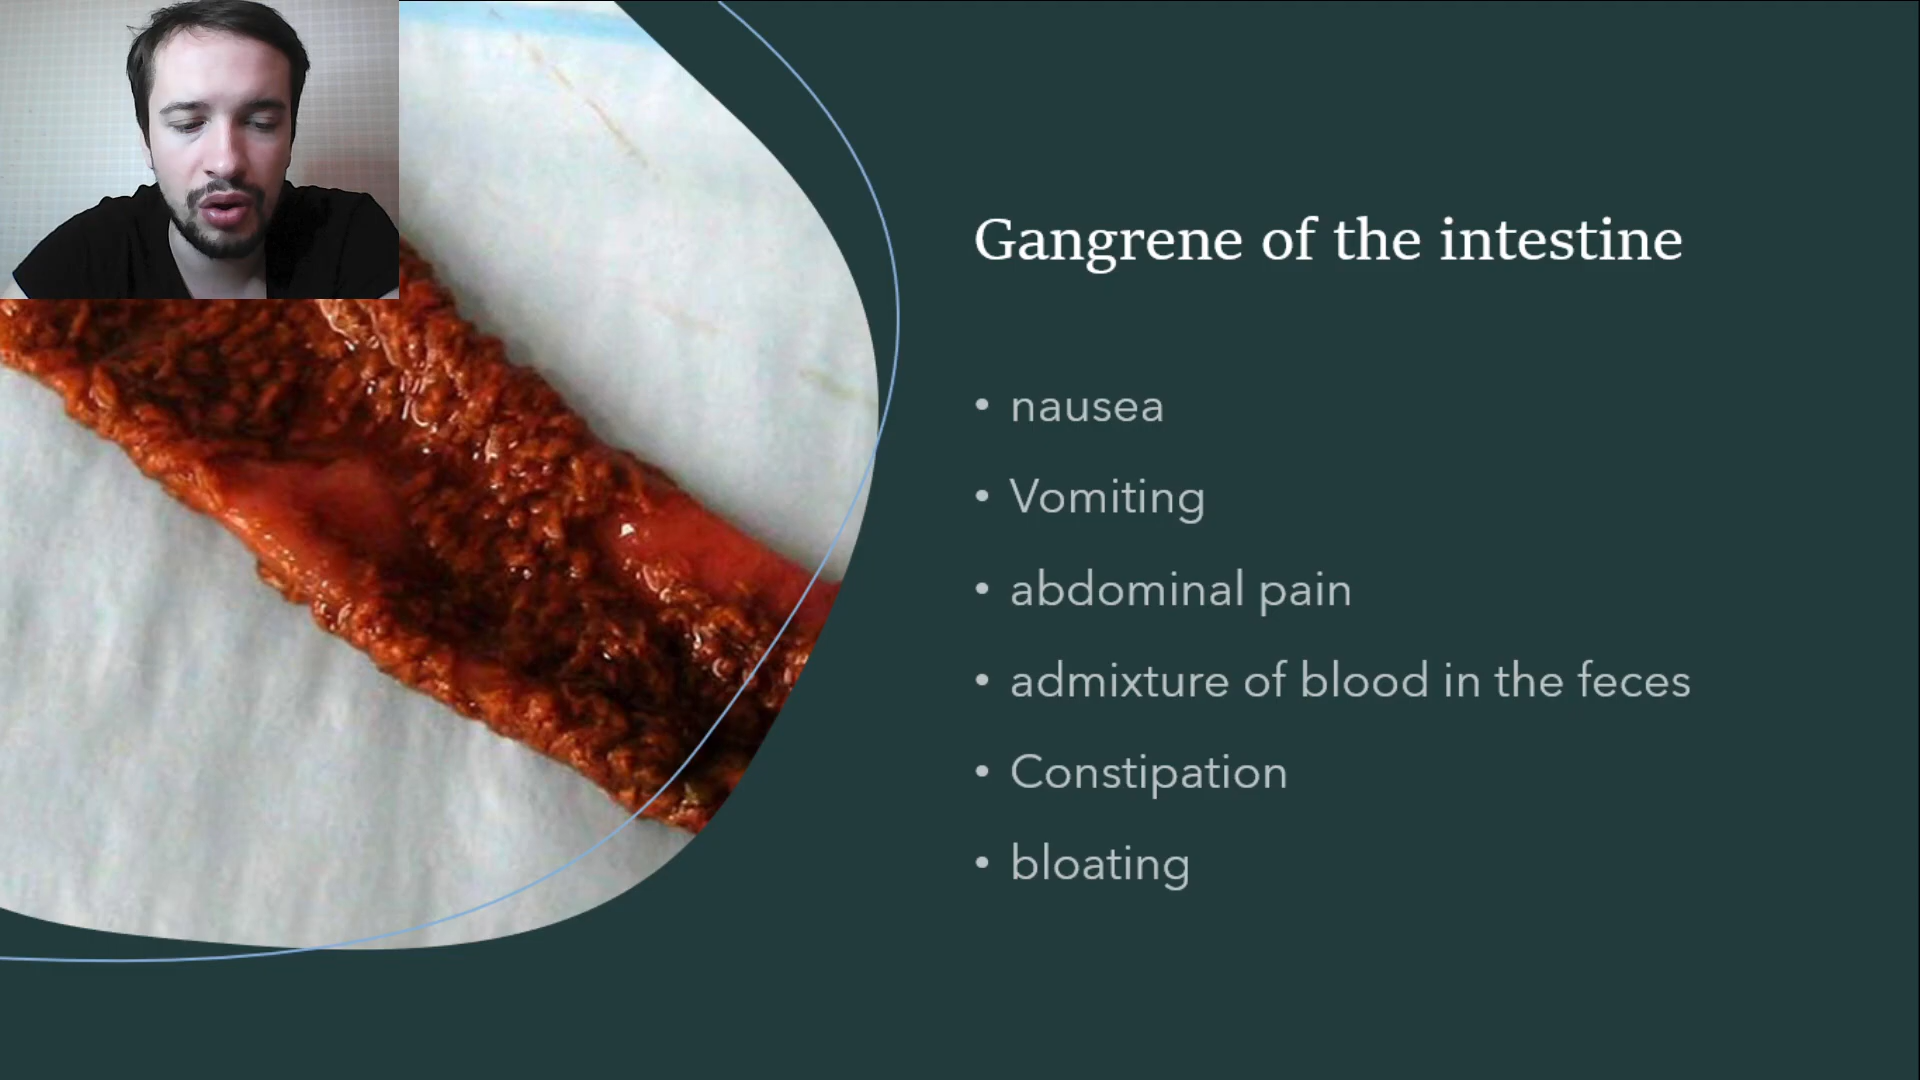 Gangrene of the intestine
• nausea
• Vomiting
• abdominal pain
• admixture of blood in the feces
• Constipation
• bloating